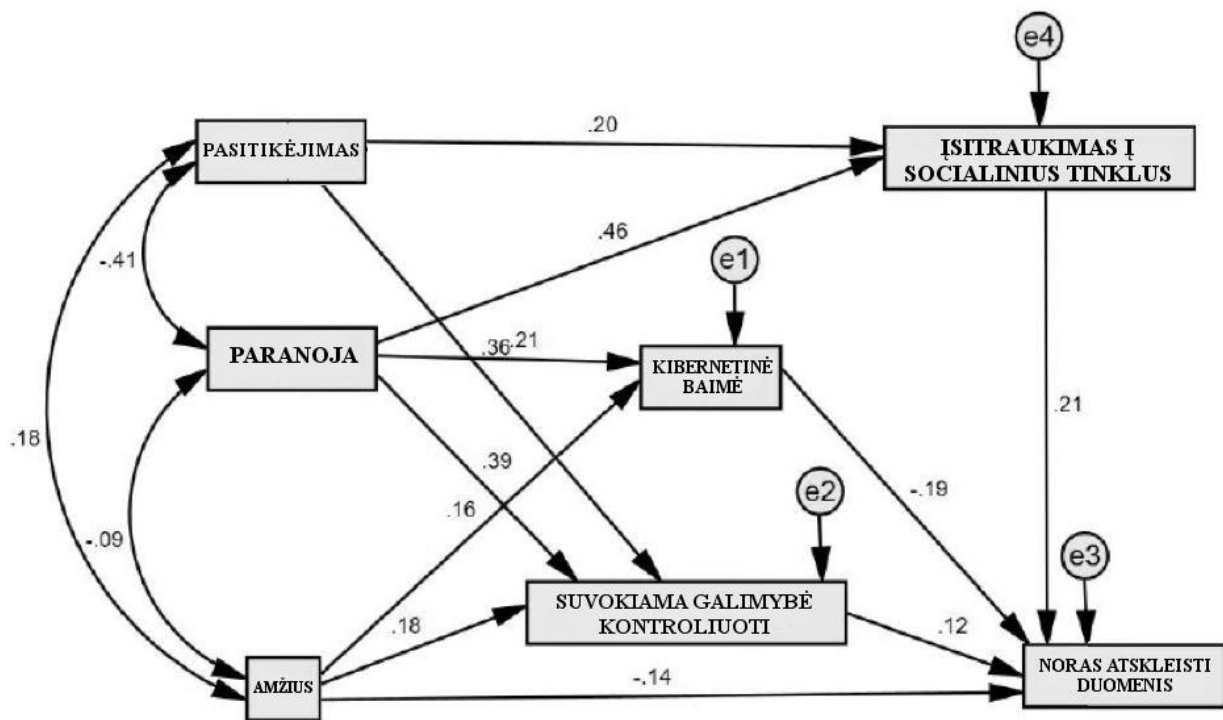 e4
.20
PASITIKĖJIMAS
ĮSITRAUKIMAS Į
SOCIALINIUS TINKLUS
.46
e1
-.41
PARANOJA
.36
.21
KIBERNETINĖ
BAIMĖ
.21
.18
.39
e2
-.19
.16
-.09
e3
SUVOKIAMA GALIMYBĖ
KONTROLIUOTI
.18
.12
AMŽIUS
-.14
NORAS ATSKLEISTI
DUOMENIS